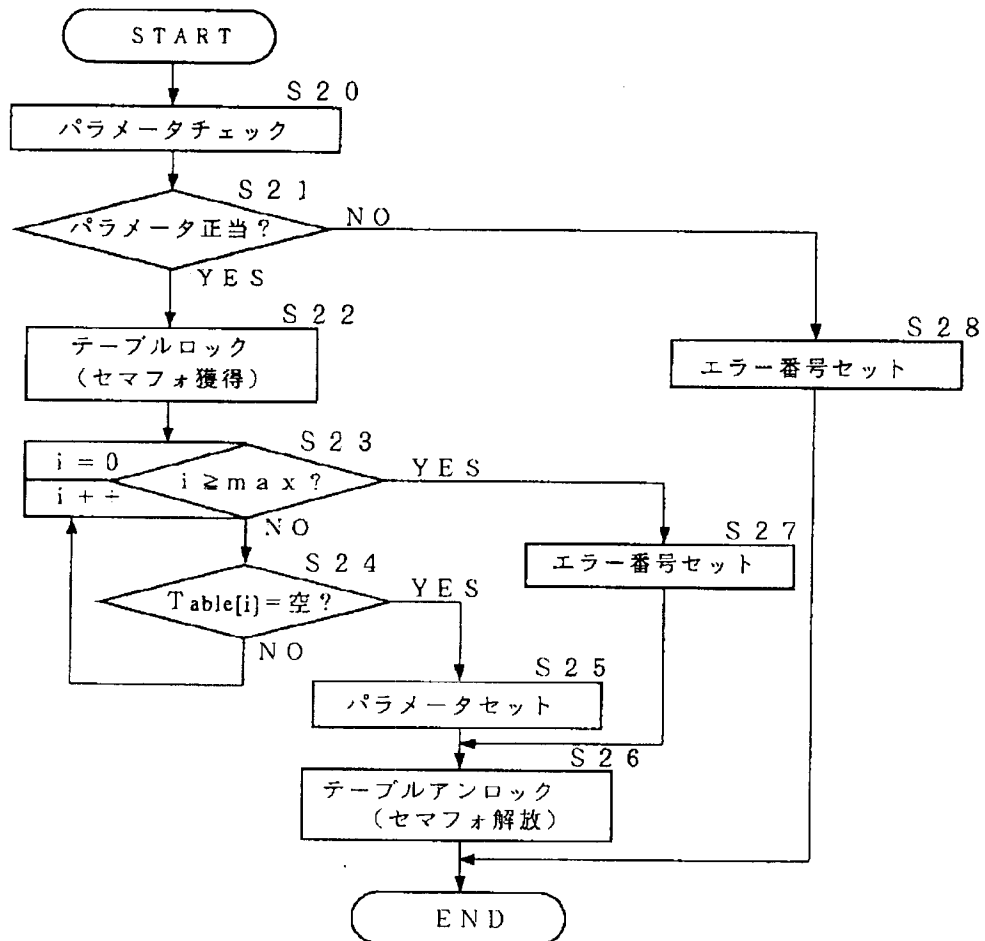 START
S20
パラメータチェック
S21
パラメータ正当?
NO
YES
S22
テーブルロック
(セマフォ獲得)
S28
エラー番号セット
S23
i=0
i≧max?
YES
i++
NO
S27
エラー番号セット
S24
Table[i]=空?
YES
NO
S25
パラメータセット
S26
テーブルアンロック
(セマフォ解放)
END